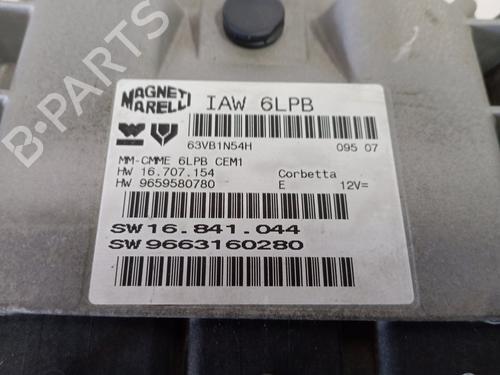 MAGNETI MARELLI IAW 6LPB
63VB1N54H 095 07
MM-CMME 6LPB CEM1
HW 16.707.154 Corbetta
HW 9659580780 E 12V=
SW16.841.044
SW9663160280
B-PARTS